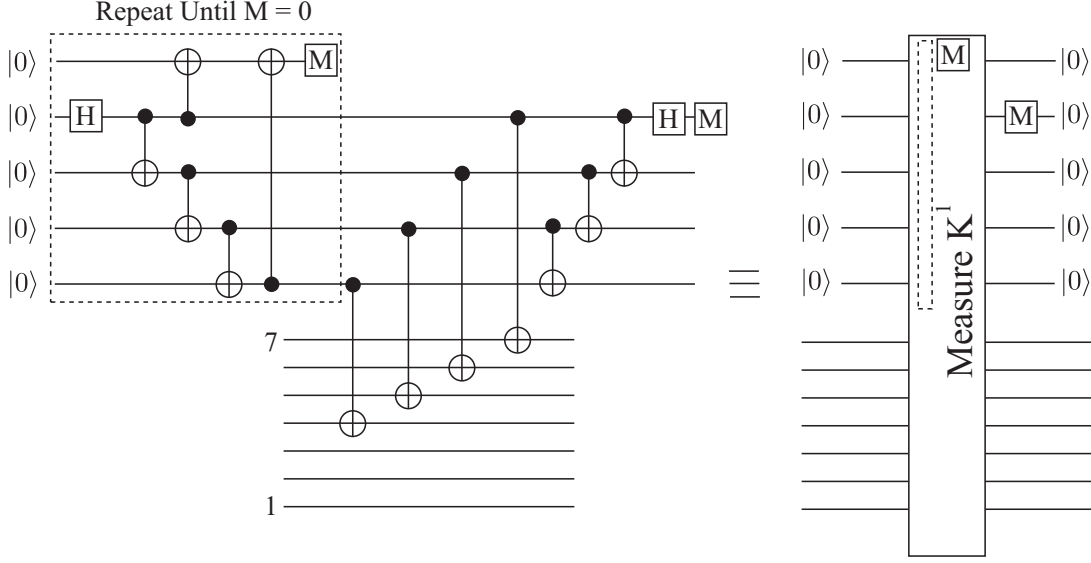 Repeat Until M = 0
|0⟩ M |0⟩ M |0⟩
|0⟩ H H M |0⟩ M |0⟩
|0⟩ |0⟩ |0⟩
|0⟩ |0⟩ |0⟩
|0⟩ |0⟩ |0⟩
7
1
Measure K¹